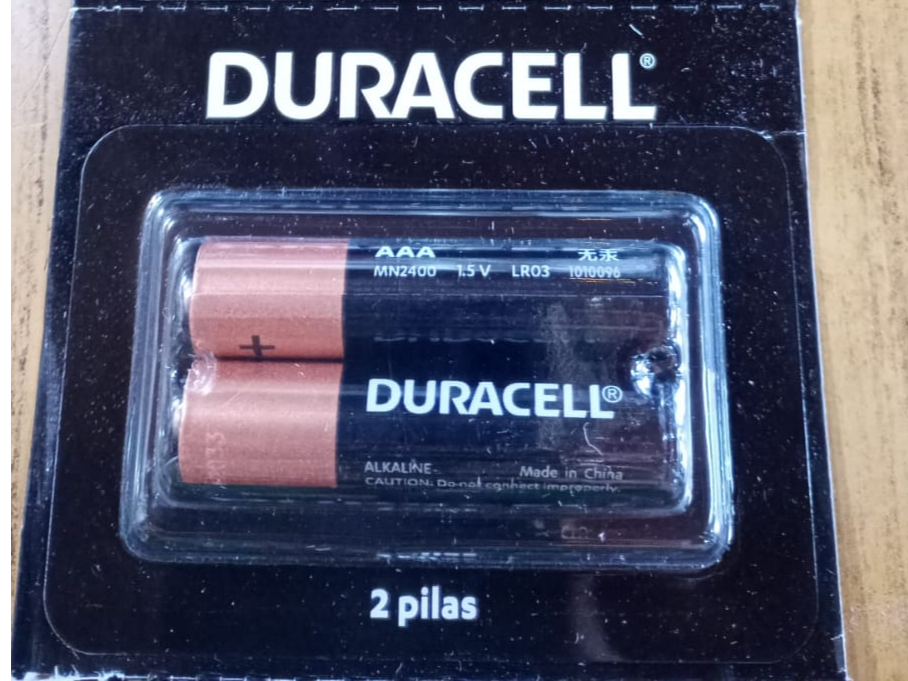 DURACELL®
AAA 无汞
MN2400 1.5 V LR03 1010096
+
DURACELL®
ALKALINE- Made in China
CAUTION: Do not connect improperly.
2 pilas